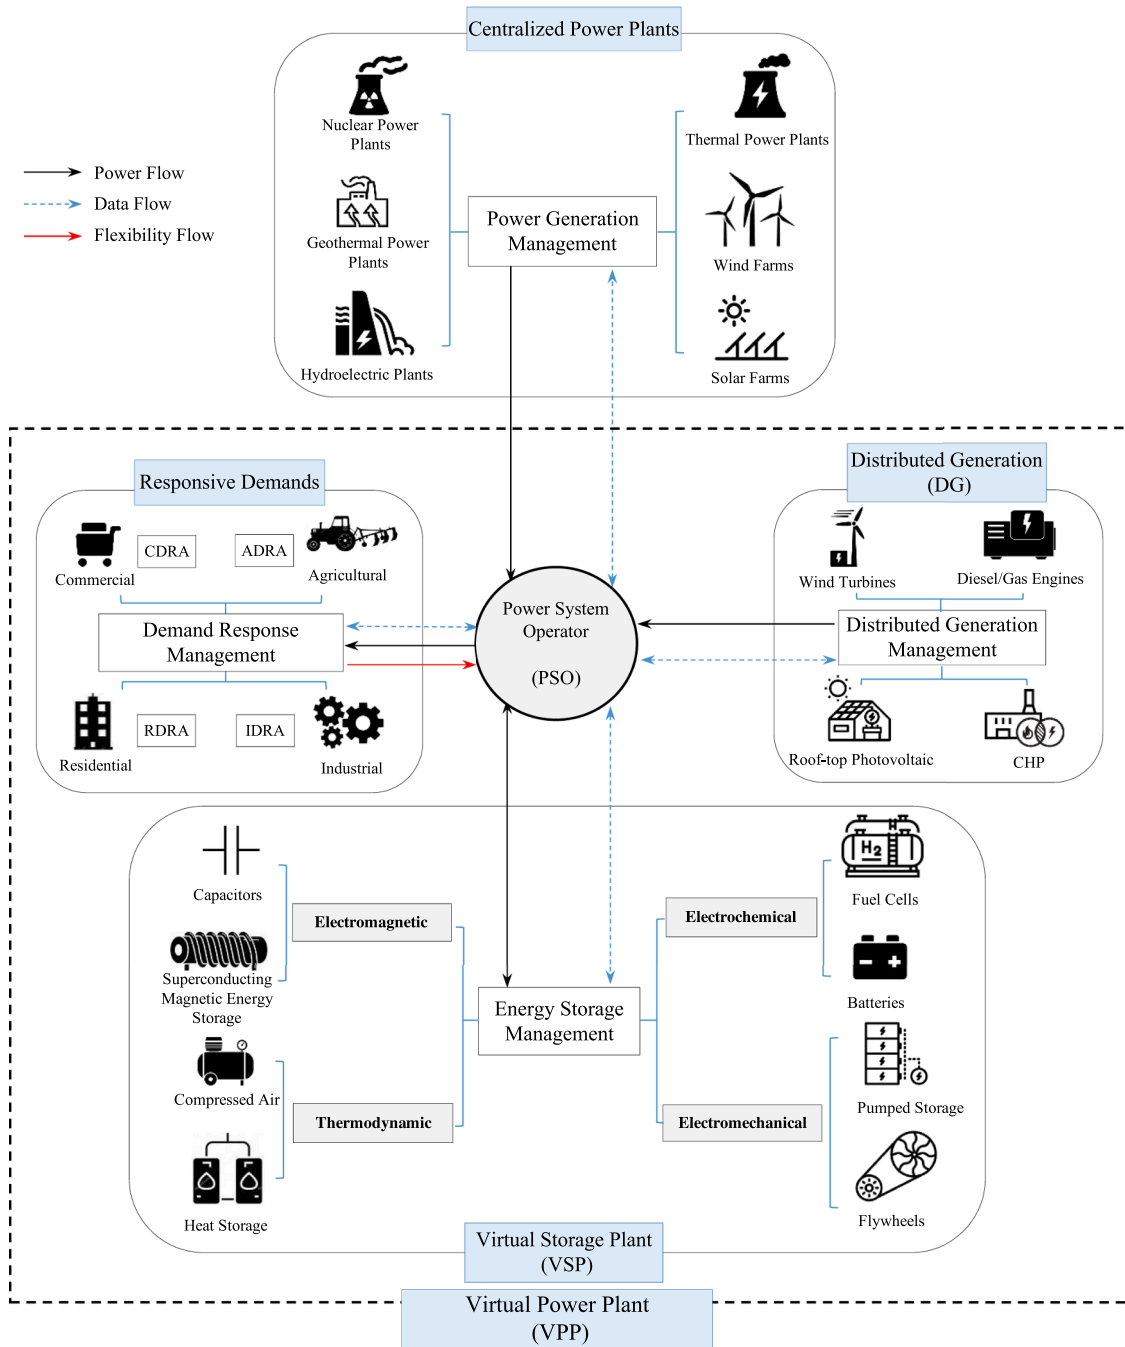 Centralized Power Plants
Nuclear Power
Plants
Thermal Power Plants
Power Flow
Data Flow
Flexibility Flow
Geothermal Power
Plants
Power Generation
Management
Wind Farms
Hydroelectric Plants
Solar Farms
Responsive Demands
Distributed Generation
(DG)
Commercial
CDRA
ADRA
Agricultural
Wind Turbines
Diesel/Gas Engines
Demand Response
Management
Power System
Operator
(PSO)
Distributed Generation
Management
Residential
RDRA
IDRA
Industrial
Roof-top Photovoltaic
CHP
Capacitors
H2
Fuel Cells
Electromagnetic
Electrochemical
Superconducting
Magnetic Energy
Storage
Batteries
Energy Storage
Management
Compressed Air
Pumped Storage
Thermodynamic
Electromechanical
Heat Storage
Flywheels
Virtual Storage Plant
(VSP)
Virtual Power Plant
(VPP)